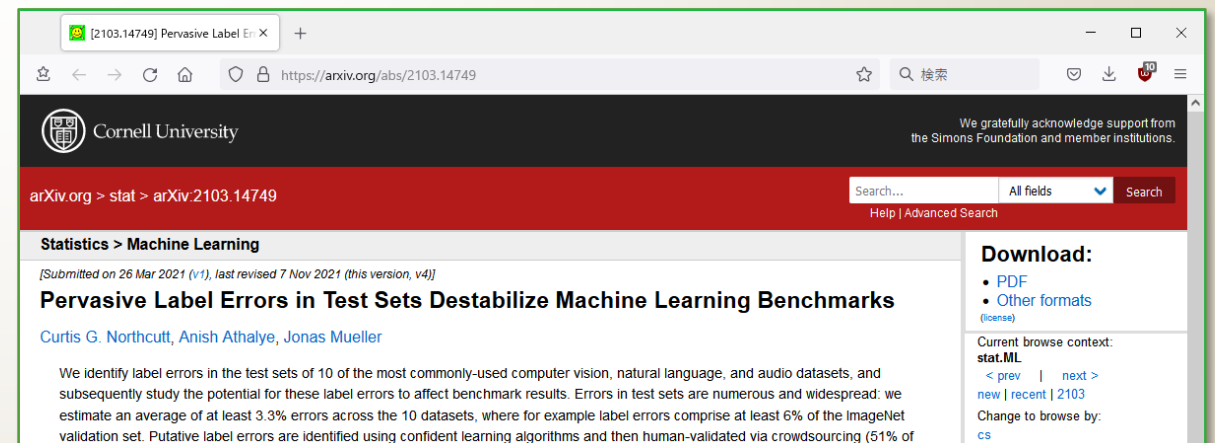 [2103.14749] Pervasive Label Er
https://arxiv.org/abs/2103.14749
検索
10
Cornell University
We gratefully acknowledge support from
the Simons Foundation and member institutions.
arXiv.org > stat > arXiv:2103.14749
Search...
All fields
Search
Help | Advanced Search
Statistics > Machine Learning
[Submitted on 26 Mar 2021 (v1), last revised 7 Nov 2021 (this version, v4)]
Pervasive Label Errors in Test Sets Destabilize Machine Learning Benchmarks
Curtis G. Northcutt, Anish Athalye, Jonas Mueller
We identify label errors in the test sets of 10 of the most commonly-used computer vision, natural language, and audio datasets, and
subsequently study the potential for these label errors to affect benchmark results. Errors in test sets are numerous and widespread: we
estimate an average of at least 3.3% errors across the 10 datasets, where for example label errors comprise at least 6% of the ImageNet
validation set. Putative label errors are identified using confident learning algorithms and then human-validated via crowdsourcing (51% of
Download:
• PDF
• Other formats
(license)
Current browse context:
stat.ML
< prev | next >
new | recent | 2103
Change to browse by:
cs